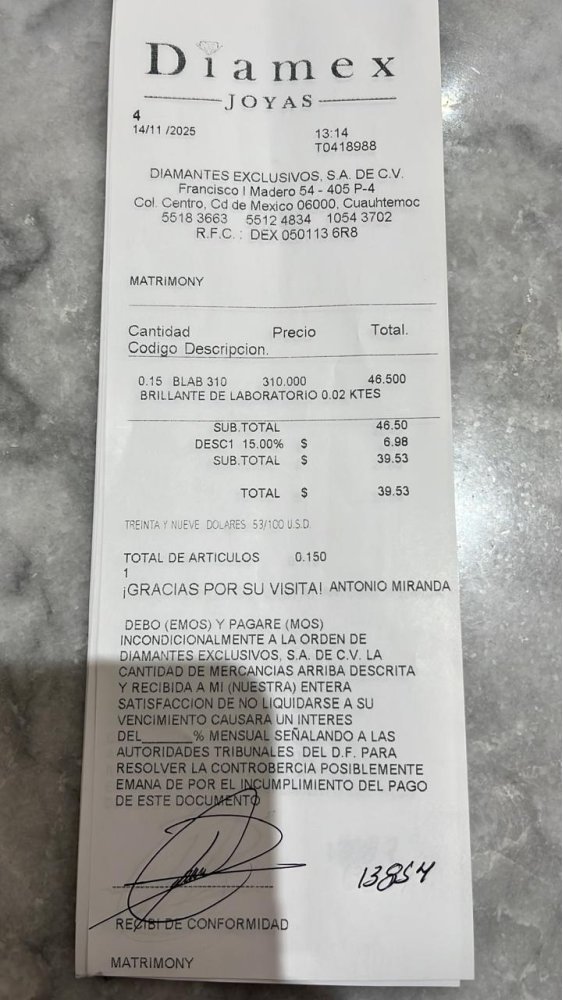 Diamex
JOYAS
4
14/11 /2025 13:14
T0418988
DIAMANTES EXCLUSIVOS, S.A. DE C.V.
Francisco I Madero 54 - 405 P-4
Col. Centro, Cd de Mexico 06000, Cuauhtemoc
5518 3663 5512 4834 1054 3702
R.F.C. : DEX 050113 6R8
MATRIMONY
Cantidad Precio Total.
Codigo Descripcion.
0.15 BLAB 310 310.000 46.500
BRILLANTE DE LABORATORIO 0.02 KTES
SUB.TOTAL 46.50
DESC1 15.00% $ 6.98
SUB.TOTAL $ 39.53
TOTAL $ 39.53
TREINTA Y NUEVE DOLARES 53/100 U.S.D.
TOTAL DE ARTICULOS 0.150
1
¡GRACIAS POR SU VISITA! ANTONIO MIRANDA
DEBO (EMOS) Y PAGARE (MOS)
INCONDICIONALMENTE A LA ORDEN DE
DIAMANTES EXCLUSIVOS, S.A. DE C.V. LA
CANTIDAD DE MERCANCIAS ARRIBA DESCRITA
Y RECIBIDA A MI (NUESTRA) ENTERA
SATISFACCION DE NO LIQUIDARSE A SU
VENCIMIENTO CAUSARA UN INTERES
DEL______% MENSUAL SEÑALANDO A LAS
AUTORIDADES TRIBUNALES DEL D.F. PARA
RESOLVER LA CONTROBERCIA POSIBLEMENTE
EMANA DE POR EL INCUMPLIMIENTO DEL PAGO
DE ESTE DOCUMENTO
13854
RECIBI DE CONFORMIDAD
MATRIMONY